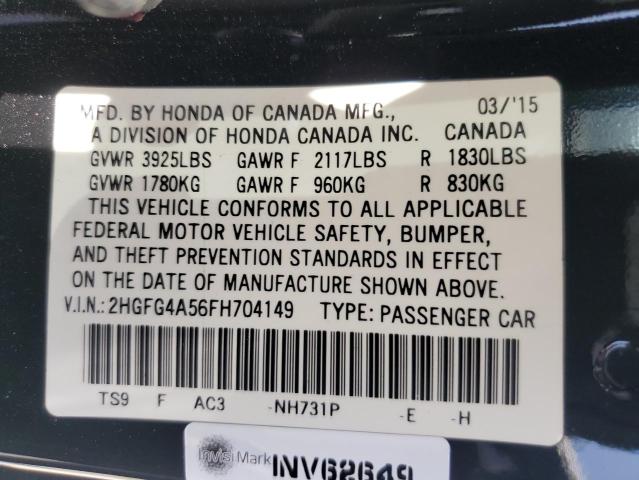 MFD. BY HONDA OF CANADA MFG., 03/'15
A DIVISION OF HONDA CANADA INC. CANADA
GVWR 3925LBS GAWR F 2117LBS R 1830LBS
GVWR 1780KG GAWR F 960KG R 830KG
THIS VEHICLE CONFORMS TO ALL APPLICABLE
FEDERAL MOTOR VEHICLE SAFETY, BUMPER,
AND THEFT PREVENTION STANDARDS IN EFFECT
ON THE DATE OF MANUFACTURE SHOWN ABOVE.
V.I.N.: 2HGFG4A56FH704149 TYPE: PASSENGER CAR
TS9 F AC3 -NH731P -E -H
InvisiMark INV62649